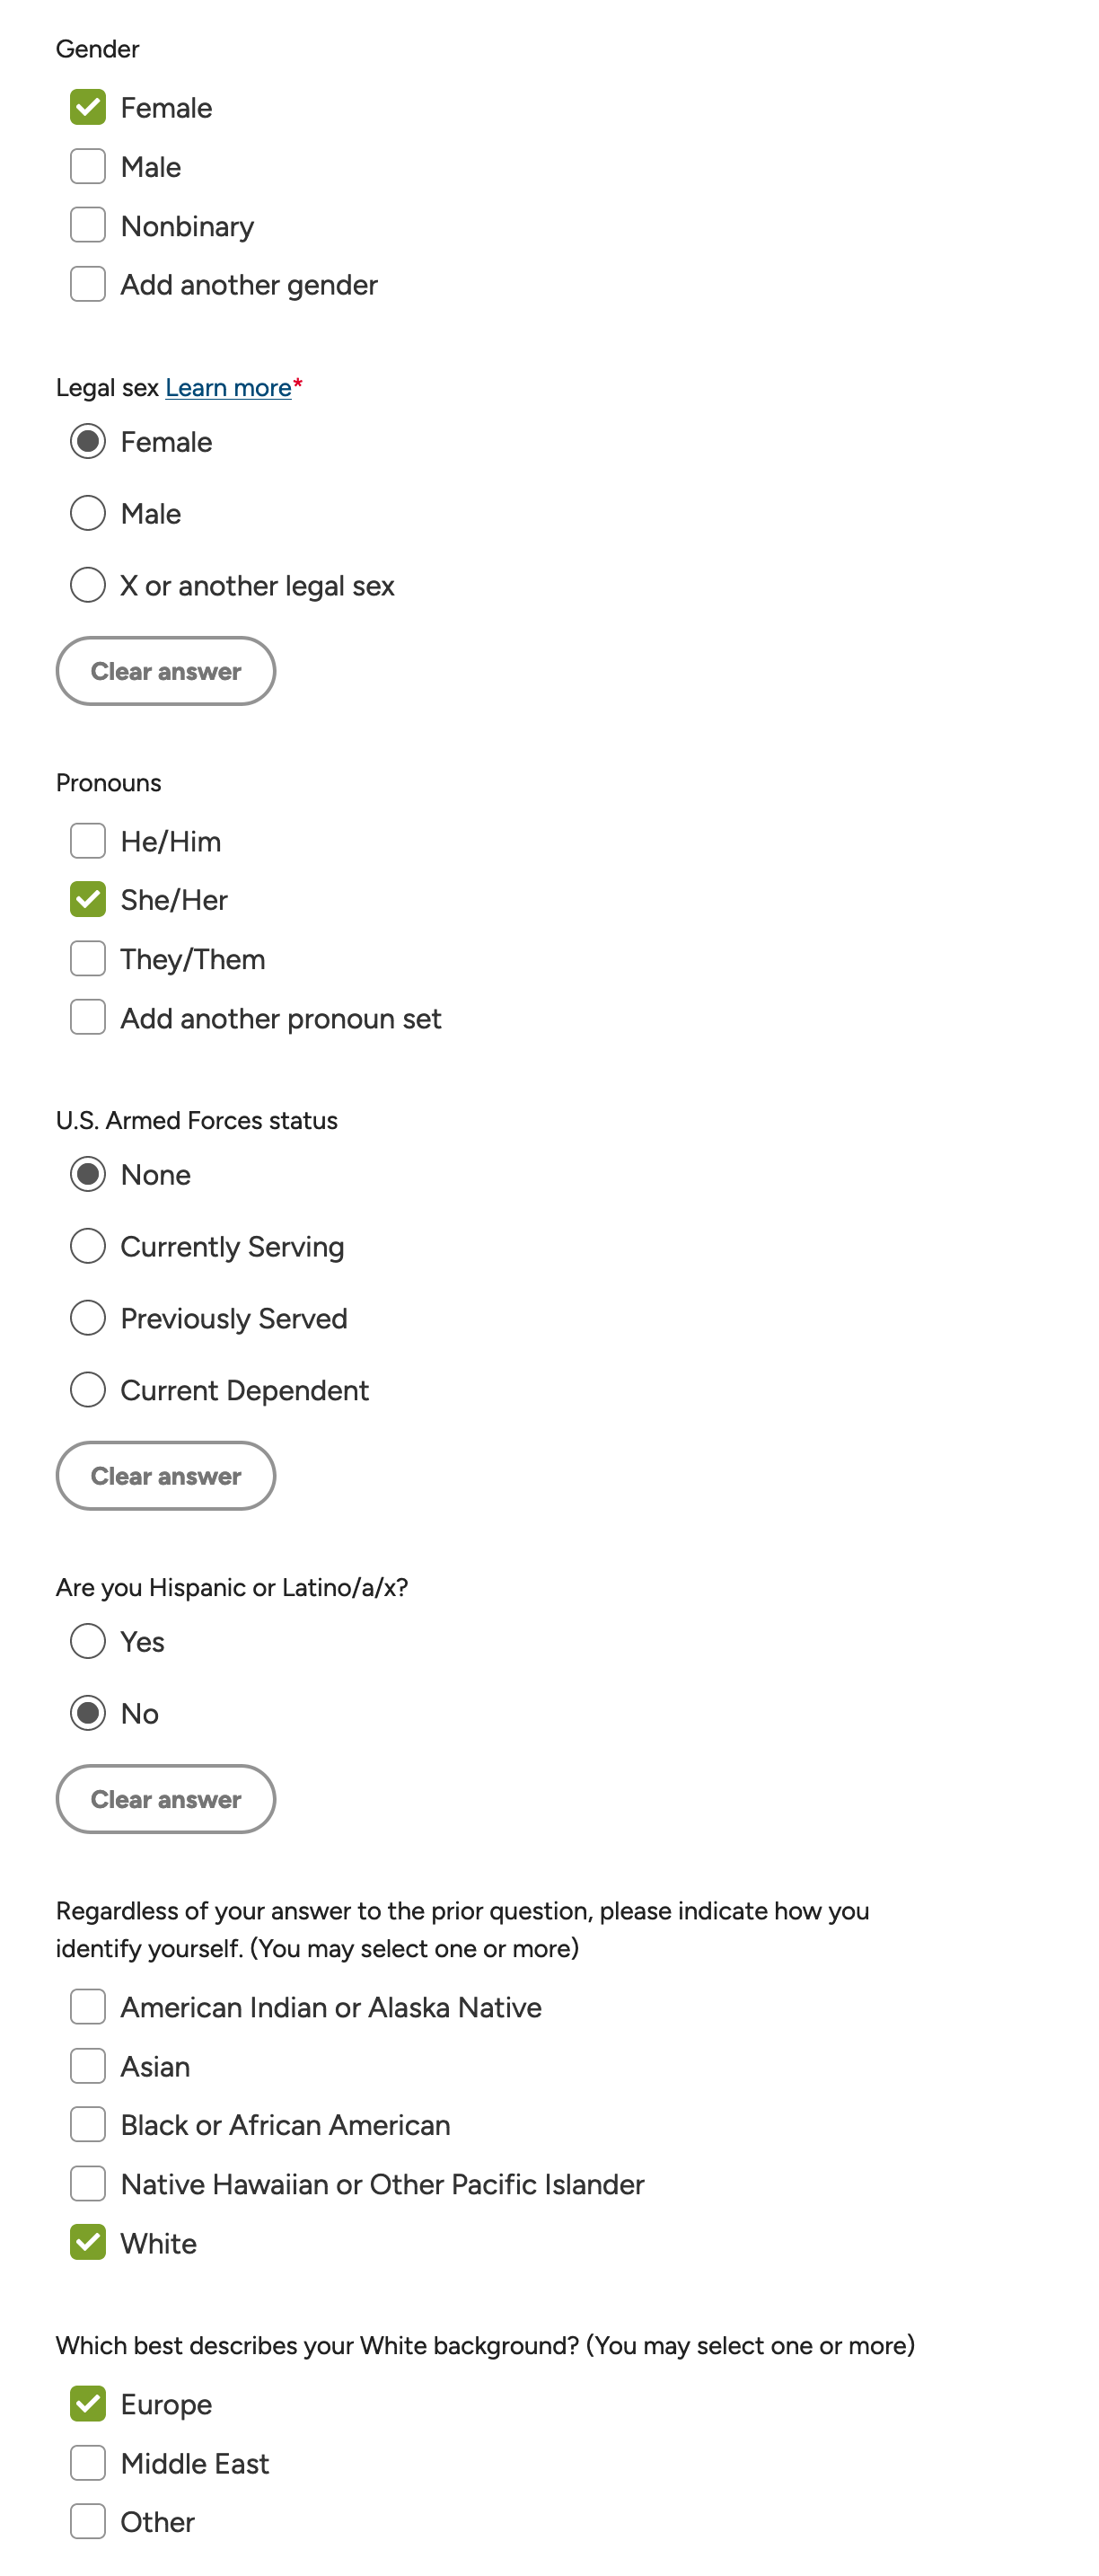 Gender
Female
Male
Nonbinary
Add another gender
Legal sex Learn more*
Female
Male
X or another legal sex
Clear answer
Pronouns
He/Him
She/Her
They/Them
Add another pronoun set
U.S. Armed Forces status
None
Currently Serving
Previously Served
Current Dependent
Clear answer
Are you Hispanic or Latino/a/x?
Yes
No
Clear answer
Regardless of your answer to the prior question, please indicate how you
identify yourself. (You may select one or more)
American Indian or Alaska Native
Asian
Black or African American
Native Hawaiian or Other Pacific Islander
White
Which best describes your White background? (You may select one or more)
Europe
Middle East
Other